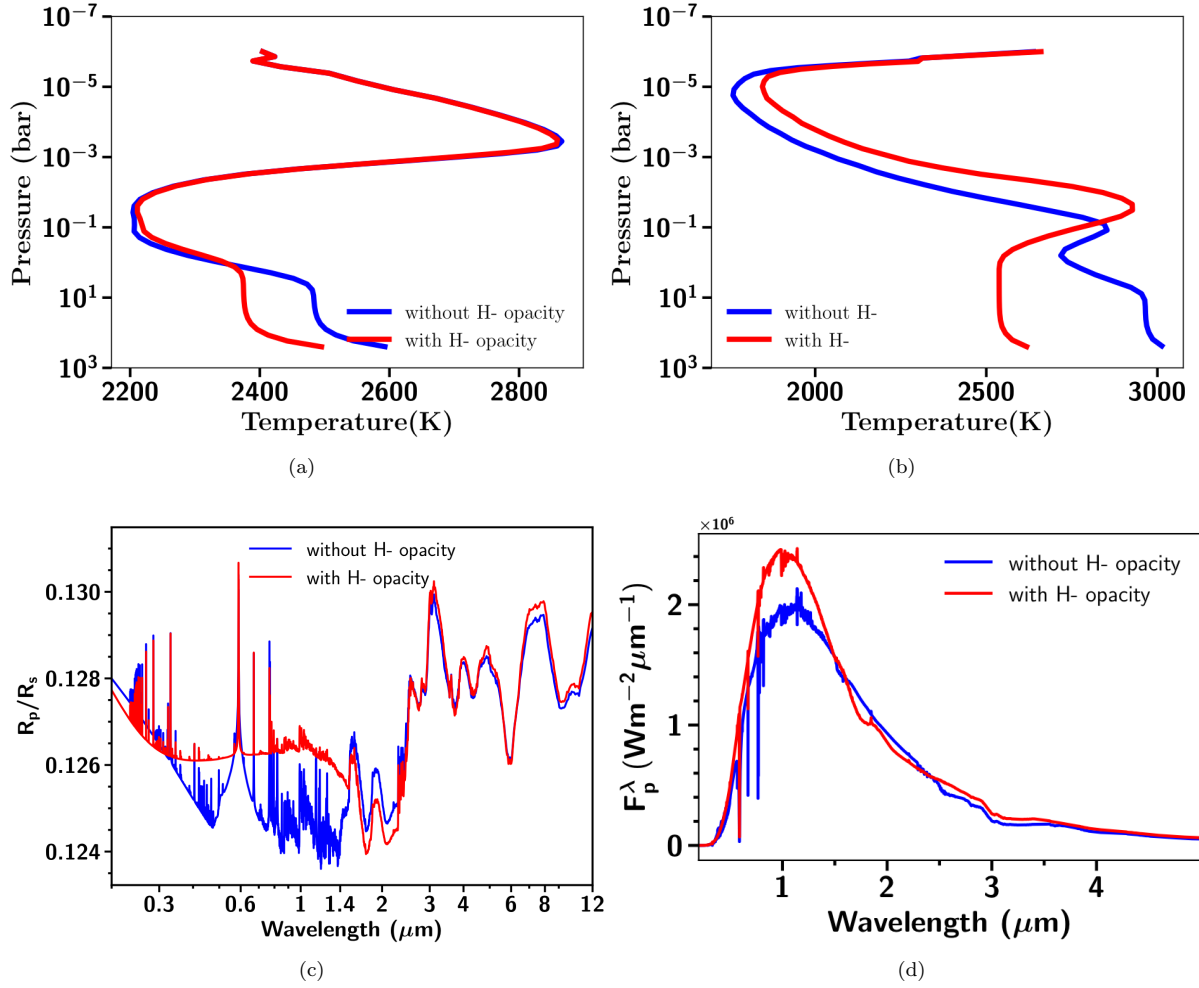 10⁻⁷
10⁻⁵
10⁻³
10⁻¹
10¹
10³
Pressure (bar)
without H- opacity
with H- opacity
2200 2400 2600 2800
Temperature(K)
(a)
10⁻⁷
10⁻⁵
10⁻³
10⁻¹
10¹
10³
Pressure (bar)
without H-
with H-
2000 2500 3000
Temperature(K)
(b)
without H- opacity
with H- opacity
0.130
0.128
0.126
0.124
Rₚ/Rₛ
0.3 0.6 1 1.4 2 3 4 6 8 12
Wavelength (μm)
(c)
×10⁶
without H- opacity
with H- opacity
2
1
0
Fₚ^λ (Wm⁻²μm⁻¹)
1 2 3 4
Wavelength (μm)
(d)